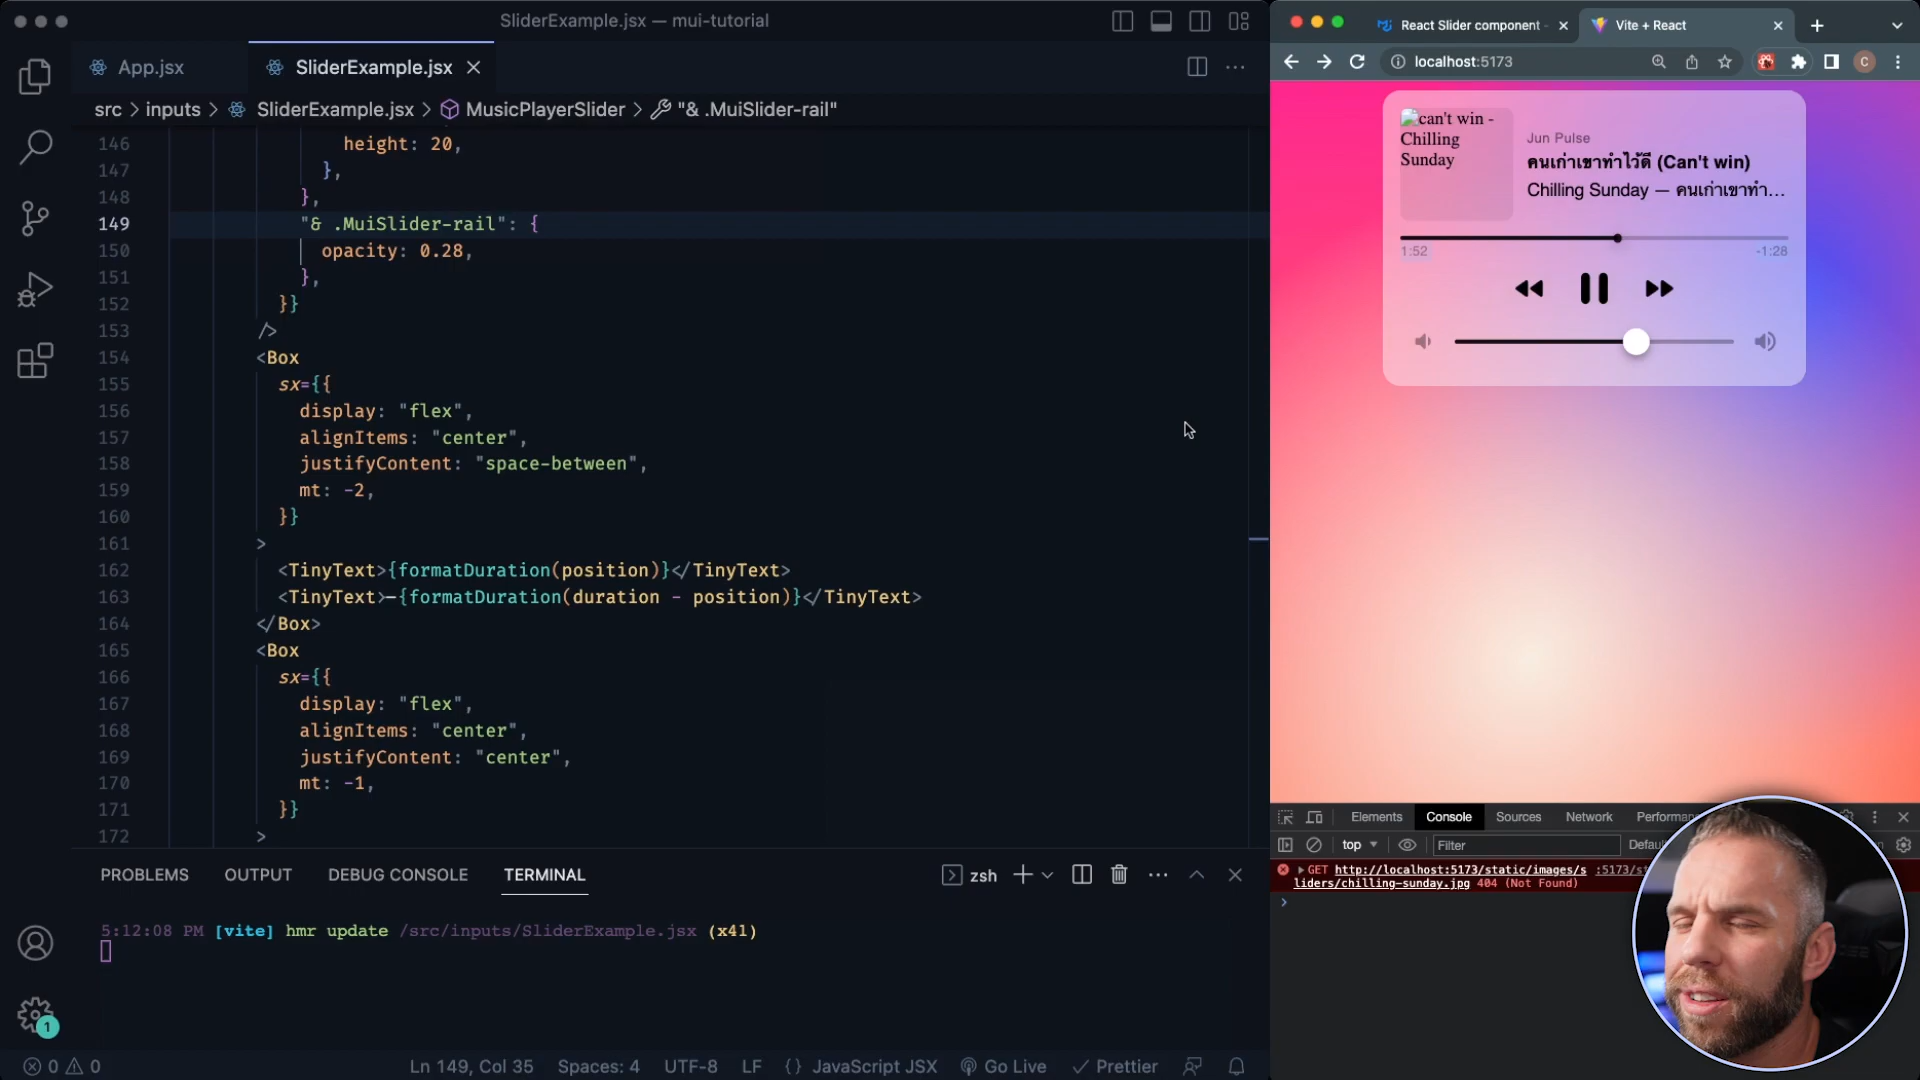 SliderExample.jsx — mui-tutorial
App.jsx
SliderExample.jsx
src > inputs > SliderExample.jsx > MusicPlayerSlider > "& .MuiSlider-rail"
146 height: 20,
147 },
148 },
149 "& .MuiSlider-rail": {
150 opacity: 0.28,
151 },
152 }}
153 />
154 <Box
155 sx={{
156 display: "flex",
157 alignItems: "center",
158 justifyContent: "space-between",
159 mt: -2,
160 }}
161 >
162 <TinyText>{formatDuration(position)}</TinyText>
163 <TinyText>-{formatDuration(duration - position)}</TinyText>
164 </Box>
165 <Box
166 sx={{
167 display: "flex",
168 alignItems: "center",
169 justifyContent: "center",
170 mt: -1,
171 }}
172 >
PROBLEMS OUTPUT DEBUG CONSOLE TERMINAL
zsh
5:12:08 PM [vite] hmr update /src/inputs/SliderExample.jsx (x41)
1
0 0
Ln 149, Col 35 Spaces: 4 UTF-8 LF {} JavaScript JSX Go Live Prettier
React Slider component -
Vite + React
localhost:5173
C
can't win -
Chilling
Sunday
Jun Pulse
คนเก่าเขาทำไว้ดี (Can't win)
Chilling Sunday — คนเก่าเขาทำ…
1:52
-1:28
Elements Console Sources Network
top
Filter
GET http://localhost:5173/static/images/s :5173/st
liders/chilling-sunday.jpg 404 (Not Found)